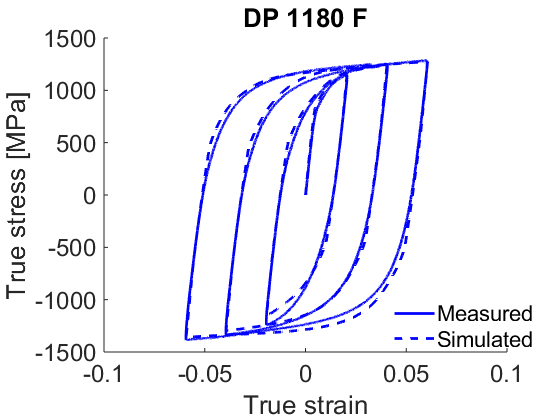 DP 1180 F
1500
1000
500
0
-500
-1000
-1500
True stress [MPa]
Measured
Simulated
-0.1 -0.05 0 0.05 0.1
True strain